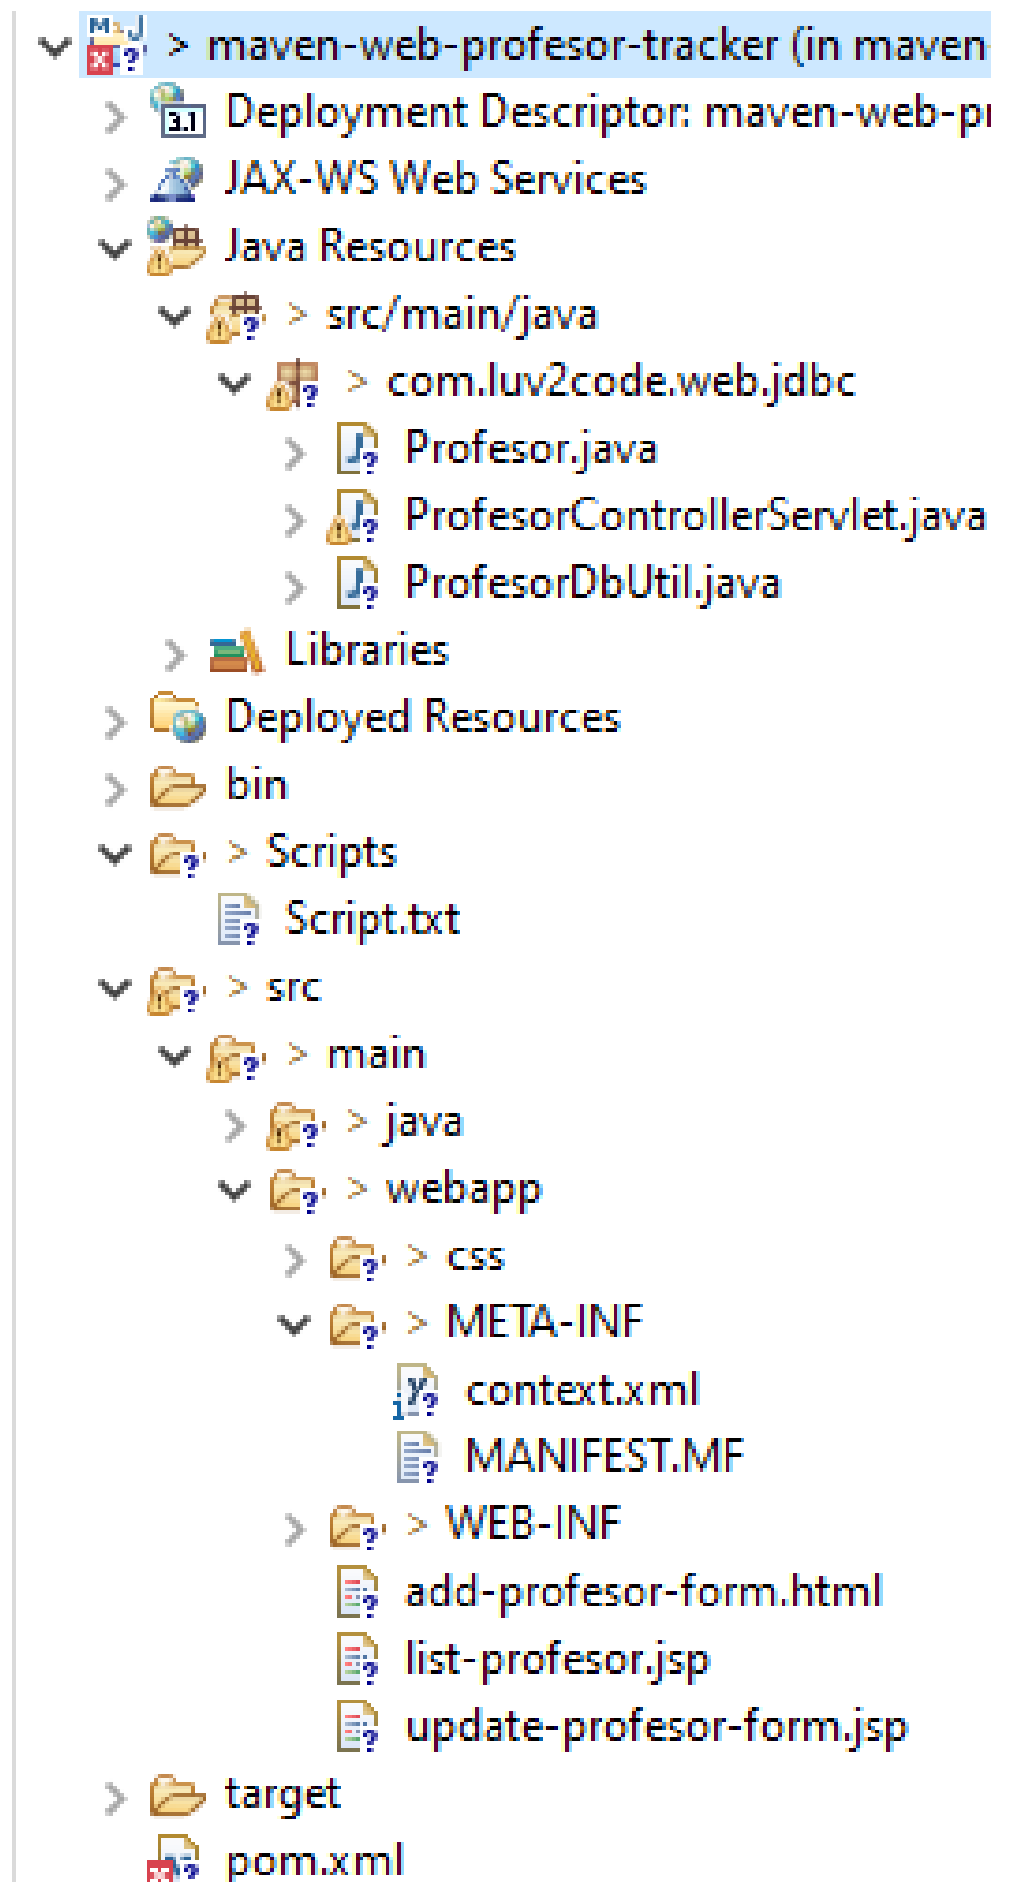 > maven-web-profesor-tracker (in maven-
Deployment Descriptor: maven-web-pr
JAX-WS Web Services
Java Resources
> src/main/java
> com.luv2code.web.jdbc
Profesor.java
ProfesorControllerServlet.java
ProfesorDbUtil.java
Libraries
Deployed Resources
bin
> Scripts
Script.txt
> src
> main
> java
> webapp
> css
> META-INF
context.xml
MANIFEST.MF
> WEB-INF
add-profesor-form.html
list-profesor.jsp
update-profesor-form.jsp
target
pom.xml